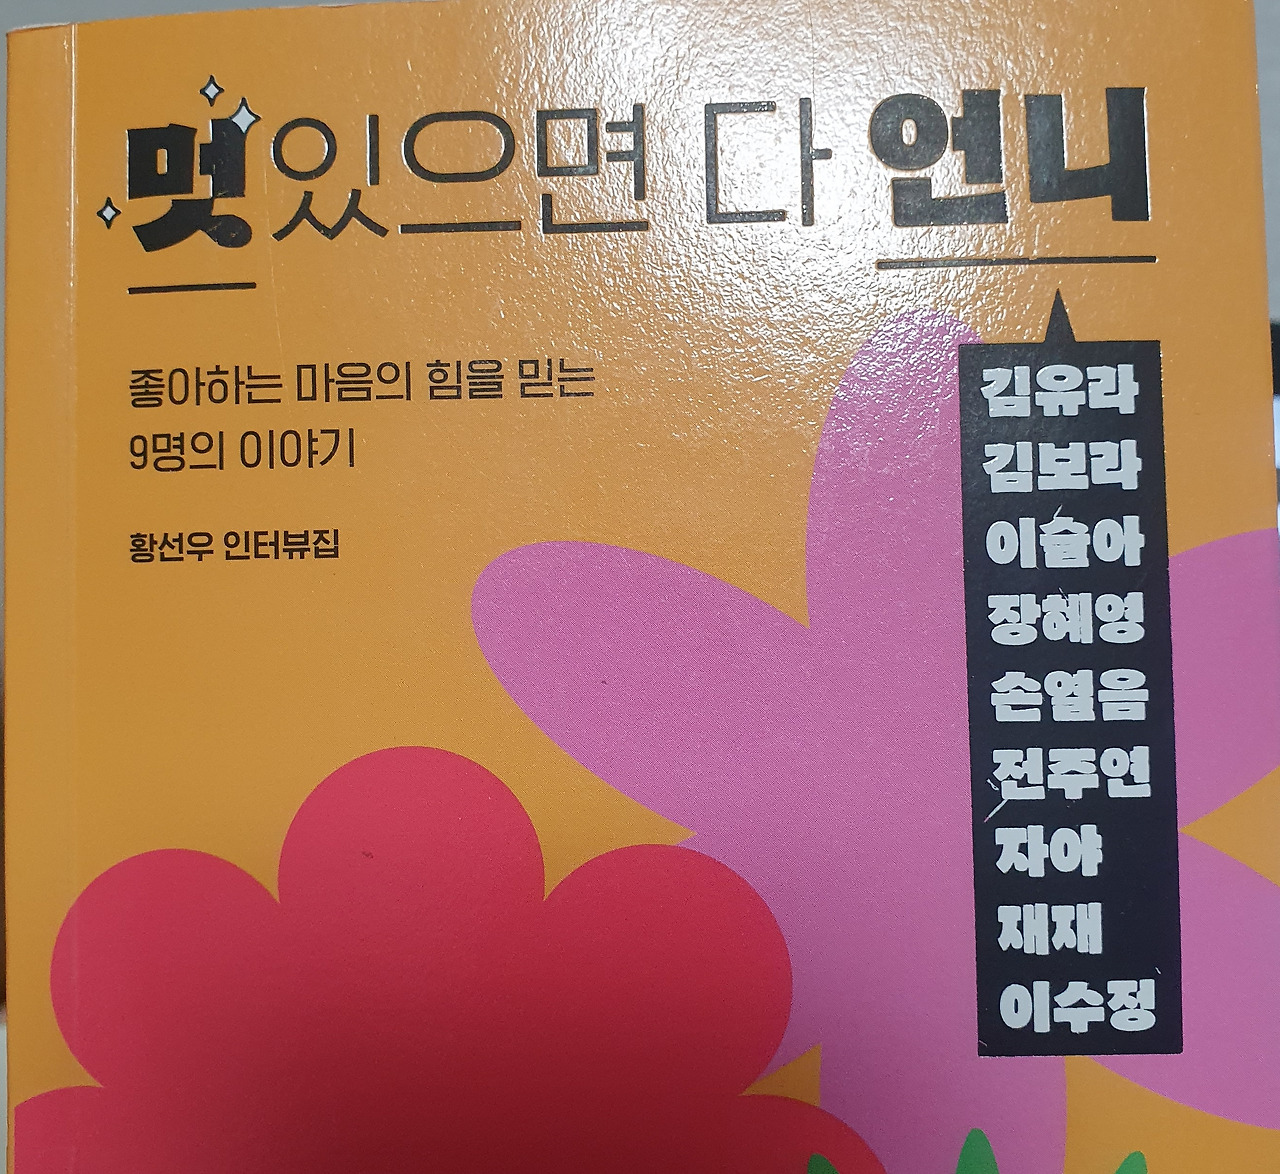 멋있으면 다 언니
좋아하는 마음의 힘을 믿는
9명의 이야기
황선우 인터뷰집
김유라
김보라
이슬아
장혜영
손열음
전주연
자야
재재
이수정